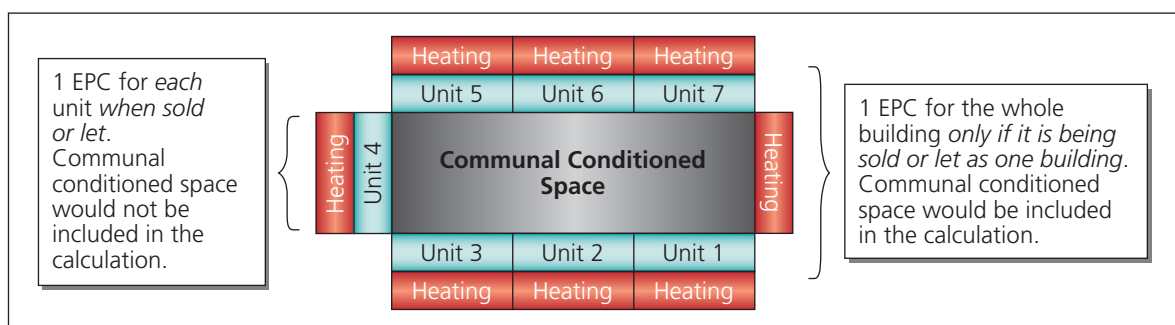 1 EPC for each
unit when sold
or let.
Communal
conditioned space
would not be
included in the
calculation.
Heating Heating Heating
Unit 5 Unit 6 Unit 7
Heating
Unit 4
Communal Conditioned
Space
Heating
Unit 3 Unit 2 Unit 1
Heating Heating Heating
1 EPC for the whole
building only if it is being
sold or let as one building.
Communal conditioned
space would be included
in the calculation.